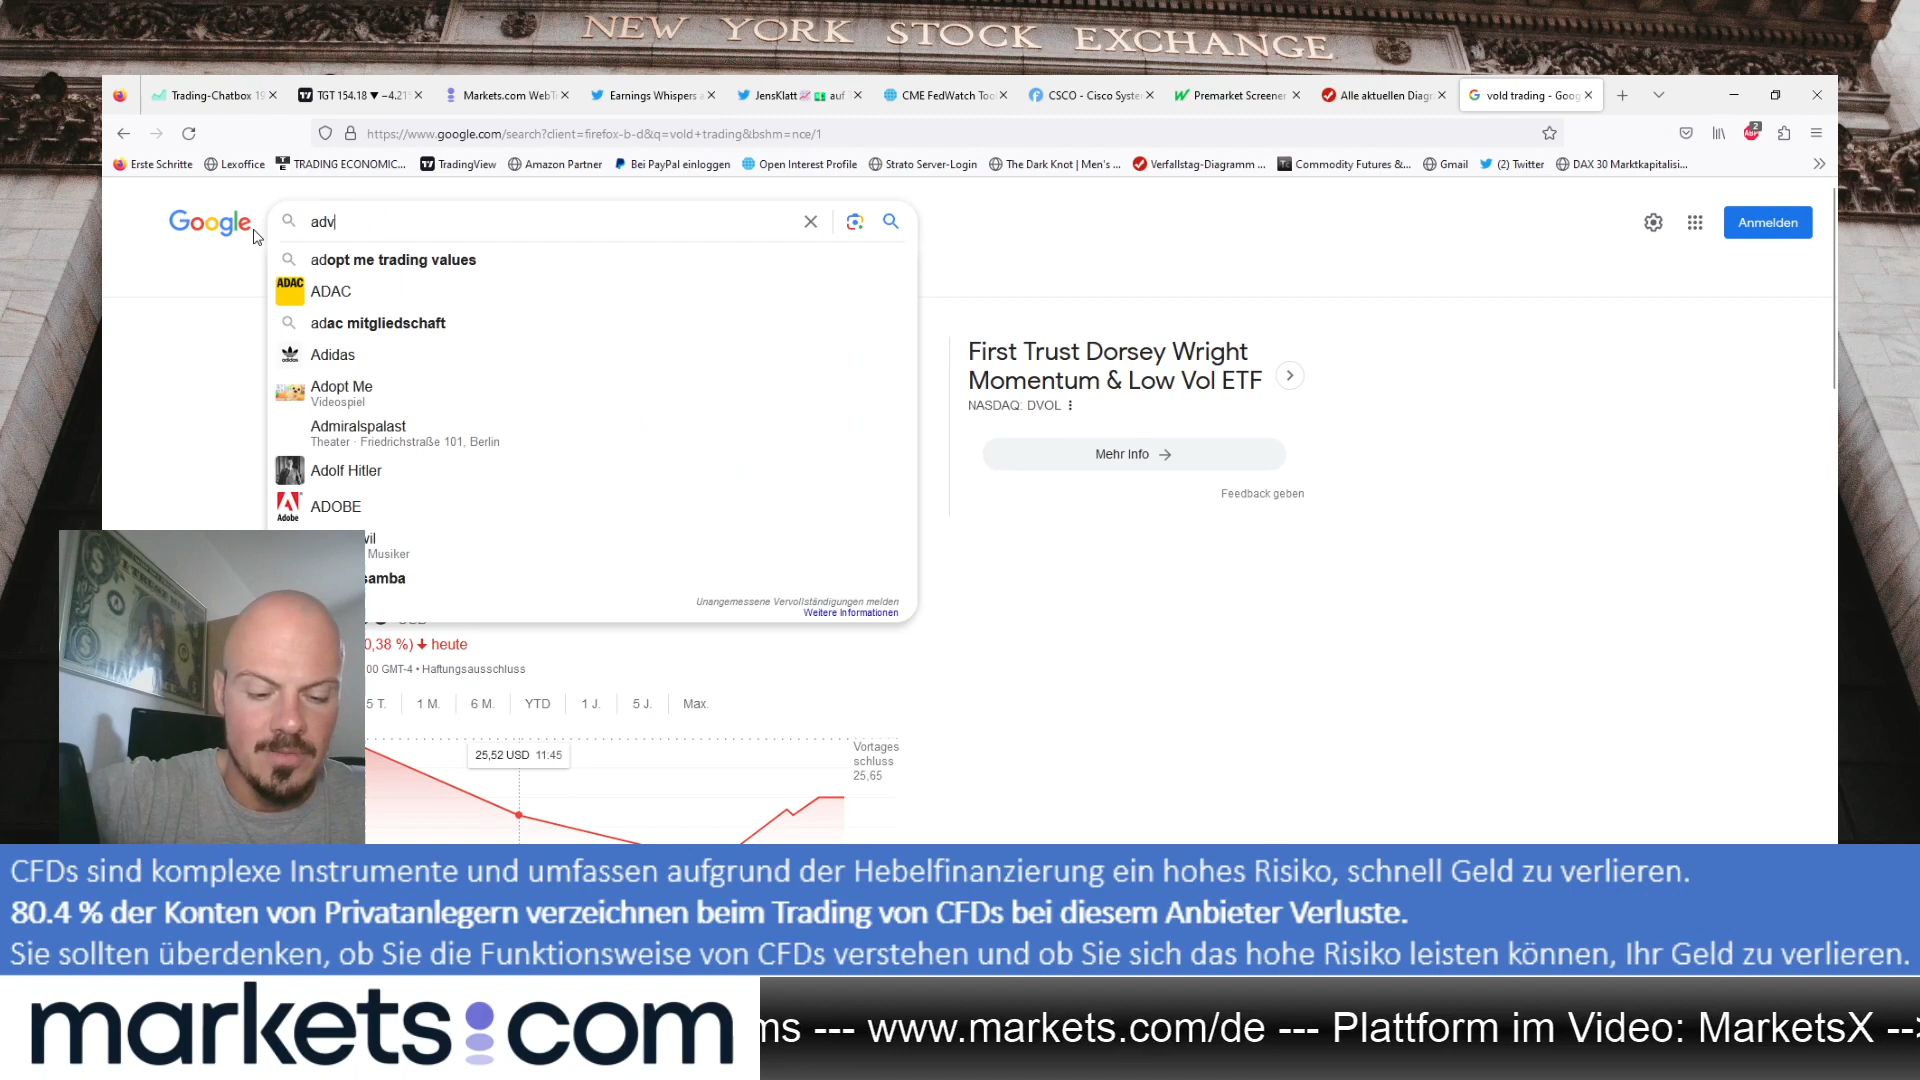 NEW YORK STOCK EXCHANGE
Trading-Chatbox 19
TGT 154.18 ▼ −4.21
Markets.com WebT
Earnings Whispers a
JensKlatt 📈 💵 auf
CME FedWatch Too
CSCO - Cisco Syste
Premarket Screener
Alle aktuellen Diagr
vold trading - Goog
https://www.google.com/search?client=firefox-b-d&q=vold+trading&bshm=nce/1
2
Erste Schritte
Lexoffice
TRADING ECONOMIC...
TradingView
Amazon Partner
Bei PayPal einloggen
Open Interest Profile
Strato Server-Login
The Dark Knot | Men's ...
Verfallstag-Diagramm ...
Commodity Futures &...
Gmail
(2) Twitter
DAX 30 Marktkapitalisi...
Google
adv
Anmelden
adopt me trading values
ADAC
ADAC
adac mitgliedschaft
Adidas
Adopt Me
Videospiel
Admiralspalast
Theater · Friedrichstraße 101, Berlin
Adolf Hitler
ADOBE
Adobe
vil
Musiker
samba
Unangemessene Vervollständigungen melden
Weitere Informationen
First Trust Dorsey Wright
Momentum & Low Vol ETF
NASDAQ: DVOL
Mehr Info →
Feedback geben
0,38 %) ↓ heute
00 GMT-4 • Haftungsausschluss
5 T.
1 M.
6 M.
YTD
1 J.
5 J.
Max.
25,52 USD 11:45
Vortages
schluss
25,65
CFDs sind komplexe Instrumente und umfassen aufgrund der Hebelfinanzierung ein hohes Risiko, schnell Geld zu verlieren.
80.4 % der Konten von Privatanlegern verzeichnen beim Trading von CFDs bei diesem Anbieter Verluste.
Sie sollten überdenken, ob Sie die Funktionsweise von CFDs verstehen und ob Sie sich das hohe Risiko leisten können, Ihr Geld zu verlieren.
markets.com
ms --- www.markets.com/de --- Plattform im Video: MarketsX --